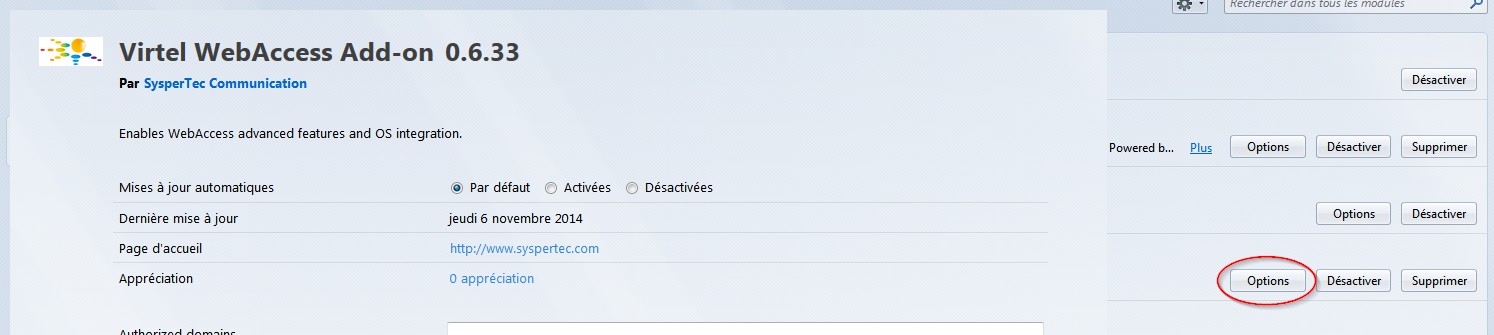 Rechercher dans tous les modules
Virtel WebAccess Add-on 0.6.33
Par SysperTec Communication
Désactiver
Enables WebAccess advanced features and OS integration.
Powered b... Plus Options Désactiver Supprimer
Mises à jour automatiques Par défaut Activées Désactivées
Dernière mise à jour jeudi 6 novembre 2014
Options Désactiver
Page d'accueil http://www.syspertec.com
Appréciation 0 appréciation
Options Désactiver Supprimer
Authorized domains